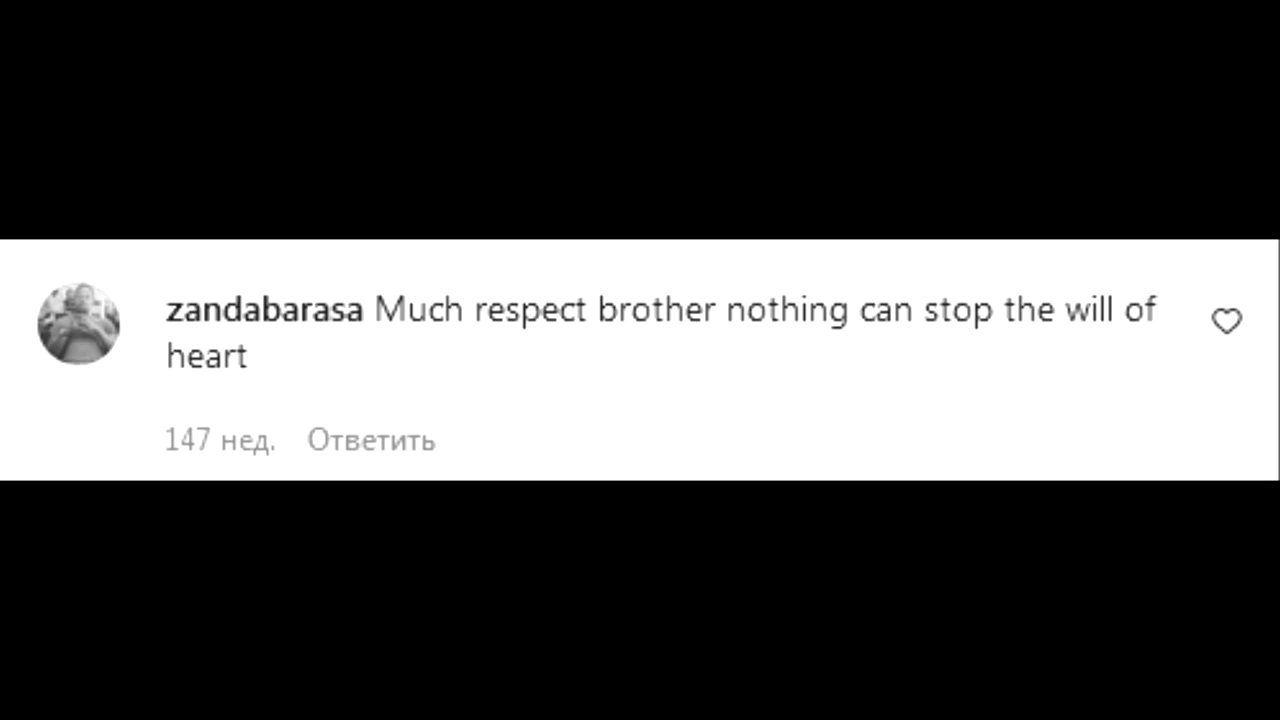 zandabarasa Much respect brother nothing can stop the will of
heart
147 нед. Ответить